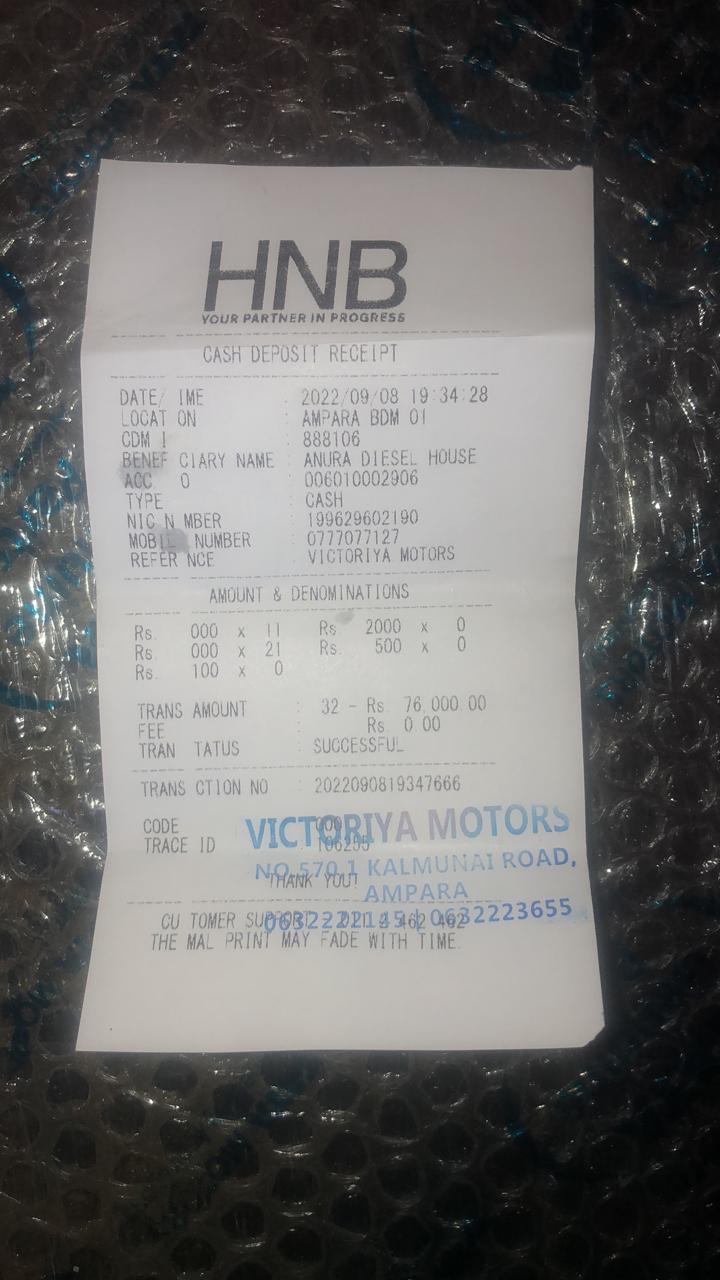 HNB
YOUR PARTNER IN PROGRESS
CASH DEPOSIT RECEIPT
DATE/ IME : 2022/09/08 19:34:28
LOCAT ON : AMPARA BDM 01
CDM I : 888106
BENEF CIARY NAME : ANURA DIESEL HOUSE
ACC O : 006010002906
TYPE : CASH
NIC N MBER : 199629602190
MOBIL NUMBER : 0777077127
REFER NCE : VICTORIYA MOTORS
AMOUNT & DENOMINATIONS
Rs. 000 x 11 Rs 2000 x 0
Rs. 000 x 21 Rs. 500 x 0
Rs. 100 x 0
TRANS AMOUNT : 32 - Rs. 76,000.00
FEE : Rs. 0.00
TRAN TATUS : SUCCESSFUL
TRANS CTION NO : 2022090819347666
CODE
TRACE ID :
VICTORIYA MOTORS
NO,570,1 KALMUNAI ROAD,
AMPARA
0632222145 | 0632223655
THANK YOU!
CU TOMER SUPPORT 462 462
THE MAL PRINT MAY FADE WITH TIME.